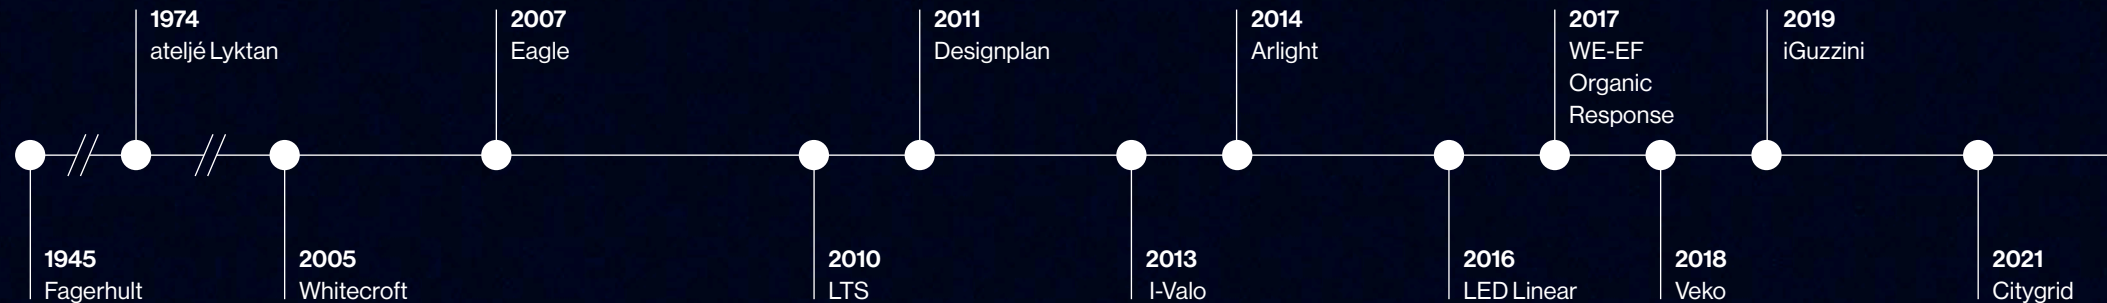 1974
ateljé Lyktan
2007
Eagle
2011
Designplan
2014
Arlight
2017
WE-EF
Organic
Response
2019
iGuzzini
1945
Fagerhult
2005
Whitecroft
2010
LTS
2013
I-Valo
2016
LED Linear
2018
Veko
2021
Citygrid